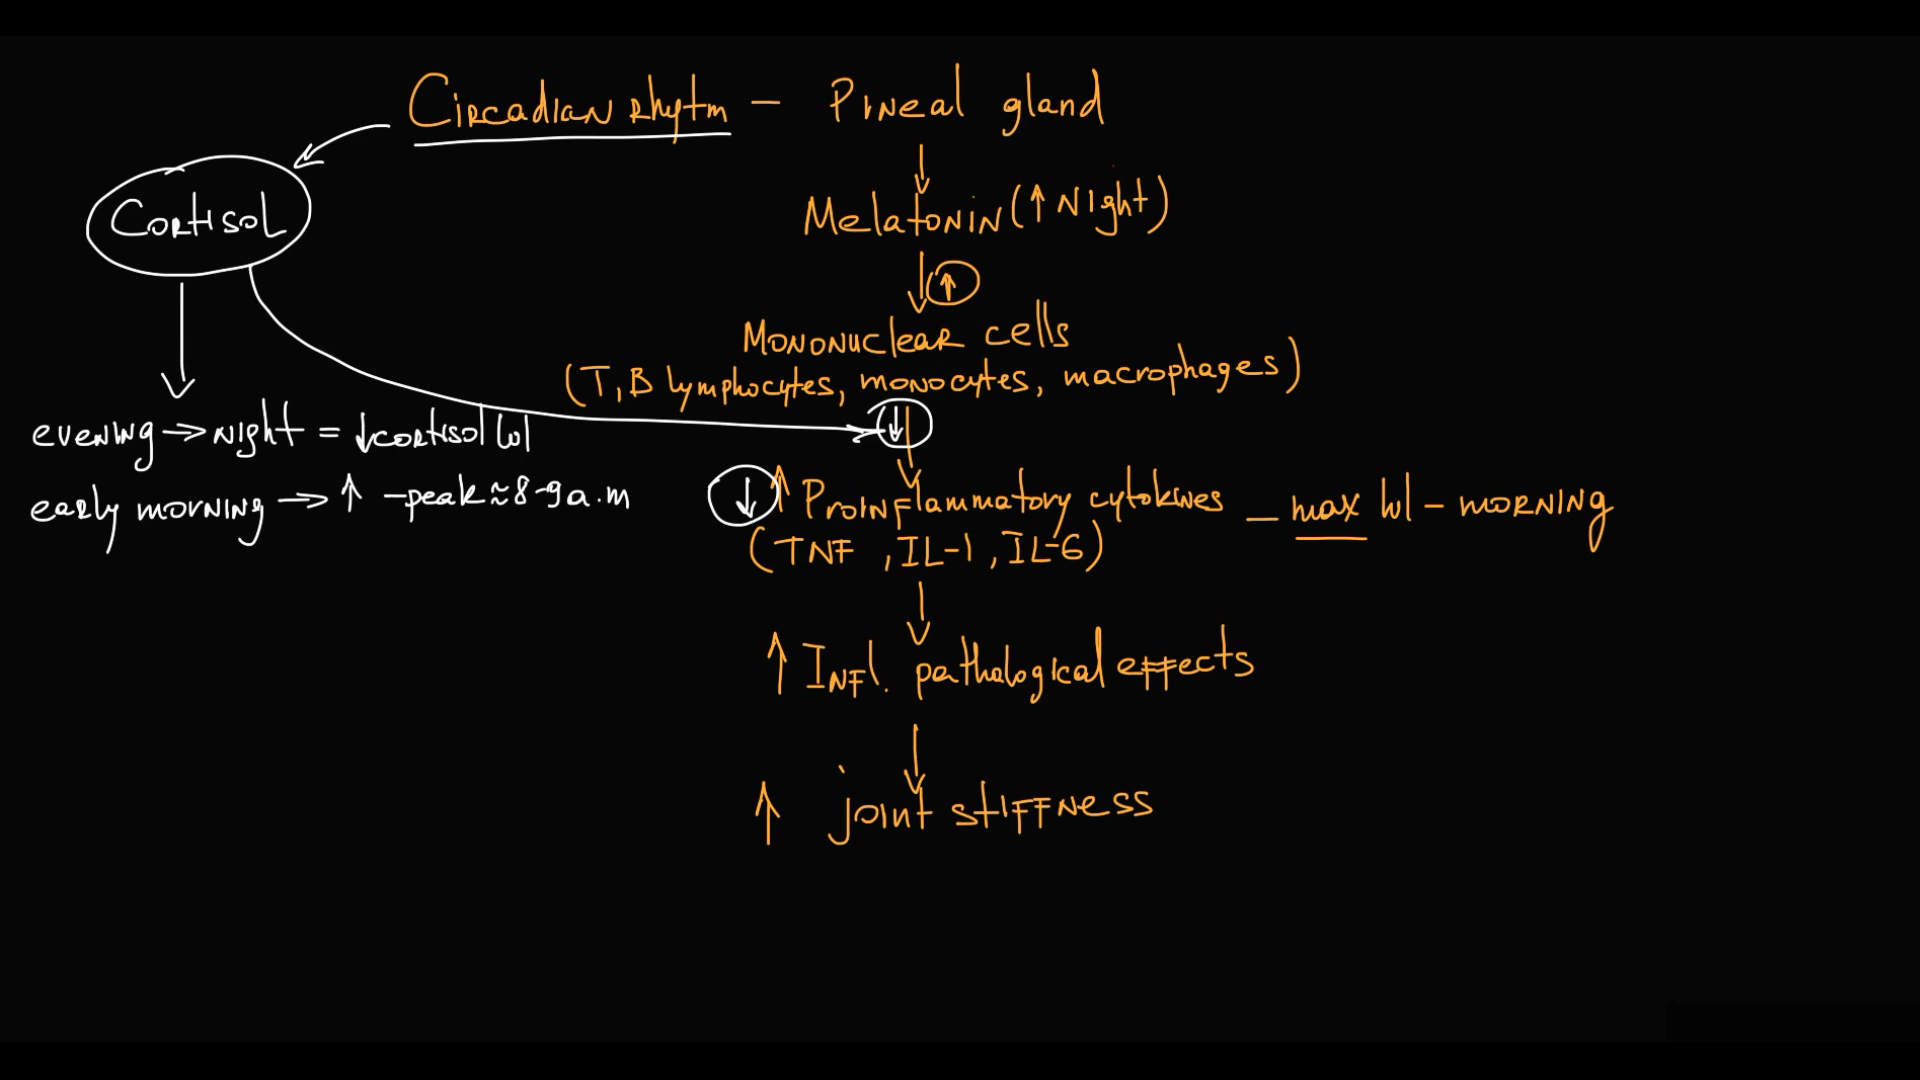 Circadian rhytm - Pineal gland
Cortisol
Melatonin (↑ Night)
↑
Mononuclear cells
(T, B lymphocytes, monocytes, macrophages)
evening → night = ↓cortisol lvl
early morning → ↑ - peak ≈ 8-9 a.m
↓
↓ ↑ Proinflammatory cytokines - max lvl - morning
(TNF, IL-1, IL-6)
↑ Infl. pathological effects
↑ joint stiffness